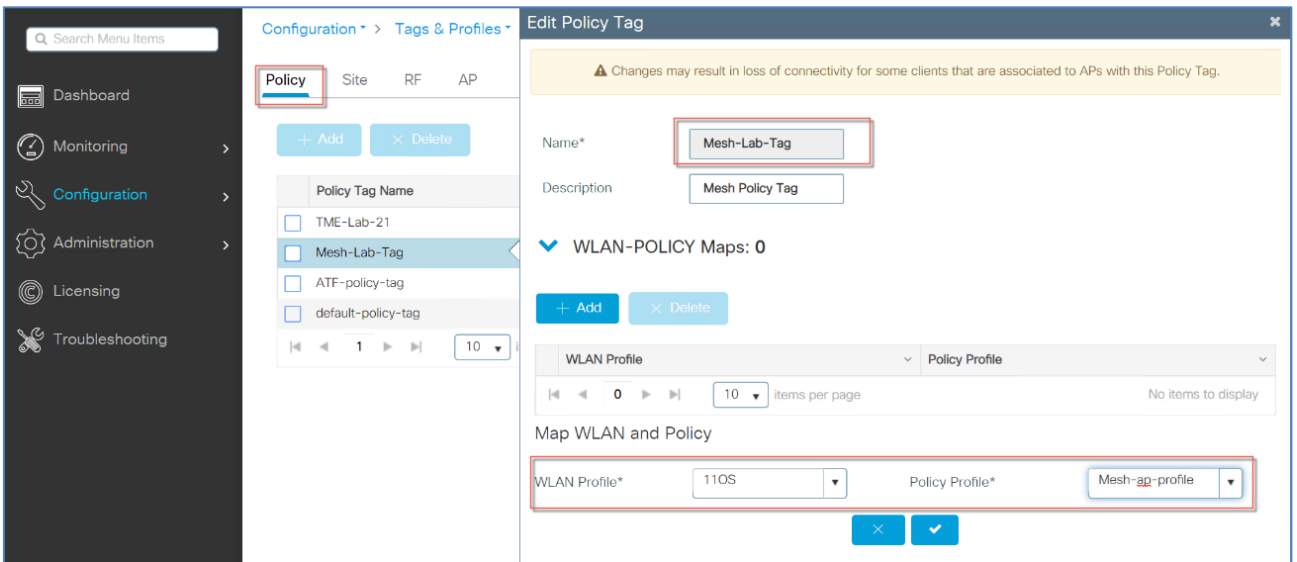 Search Menu Items
Dashboard
Monitoring
Configuration
Administration
Licensing
Troubleshooting
Configuration > Tags & Profiles
Policy Site RF AP
+ Add × Delete
Policy Tag Name
TME-Lab-21
Mesh-Lab-Tag
ATF-policy-tag
default-policy-tag
1 10
Edit Policy Tag
Changes may result in loss of connectivity for some clients that are associated to APs with this Policy Tag.
Name* Mesh-Lab-Tag
Description Mesh Policy Tag
WLAN-POLICY Maps: 0
+ Add × Delete
WLAN Profile Policy Profile
0 10 items per page No items to display
Map WLAN and Policy
WLAN Profile* 11OS Policy Profile* Mesh-ap-profile